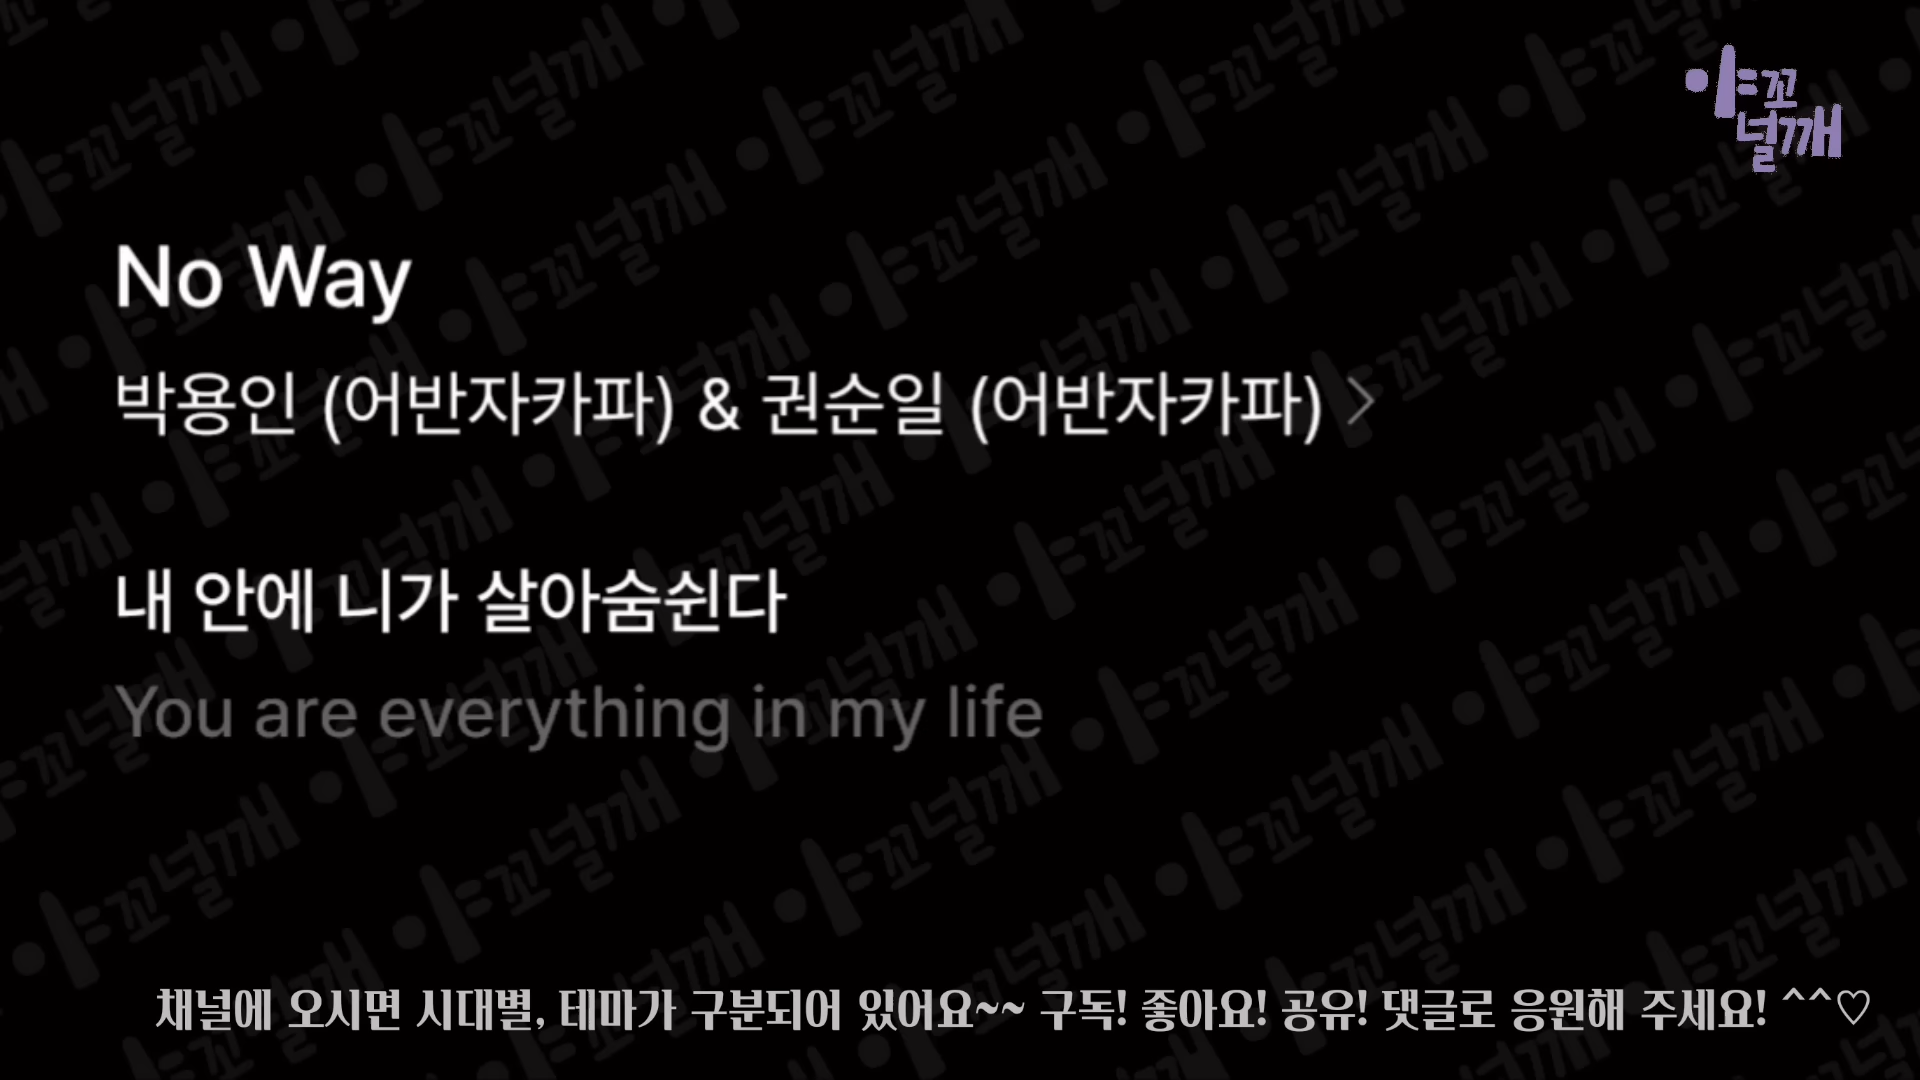 야꼬
널깨
No Way
박용인 (어반자카파) & 권순일 (어반자카파) >
내 안에 니가 살아숨쉰다
You are everything in my life
채널에 오시면 시대별, 테마가 구분되어 있어요~~ 구독! 좋아요! 공유! 댓글로 응원해 주세요! ^^♡